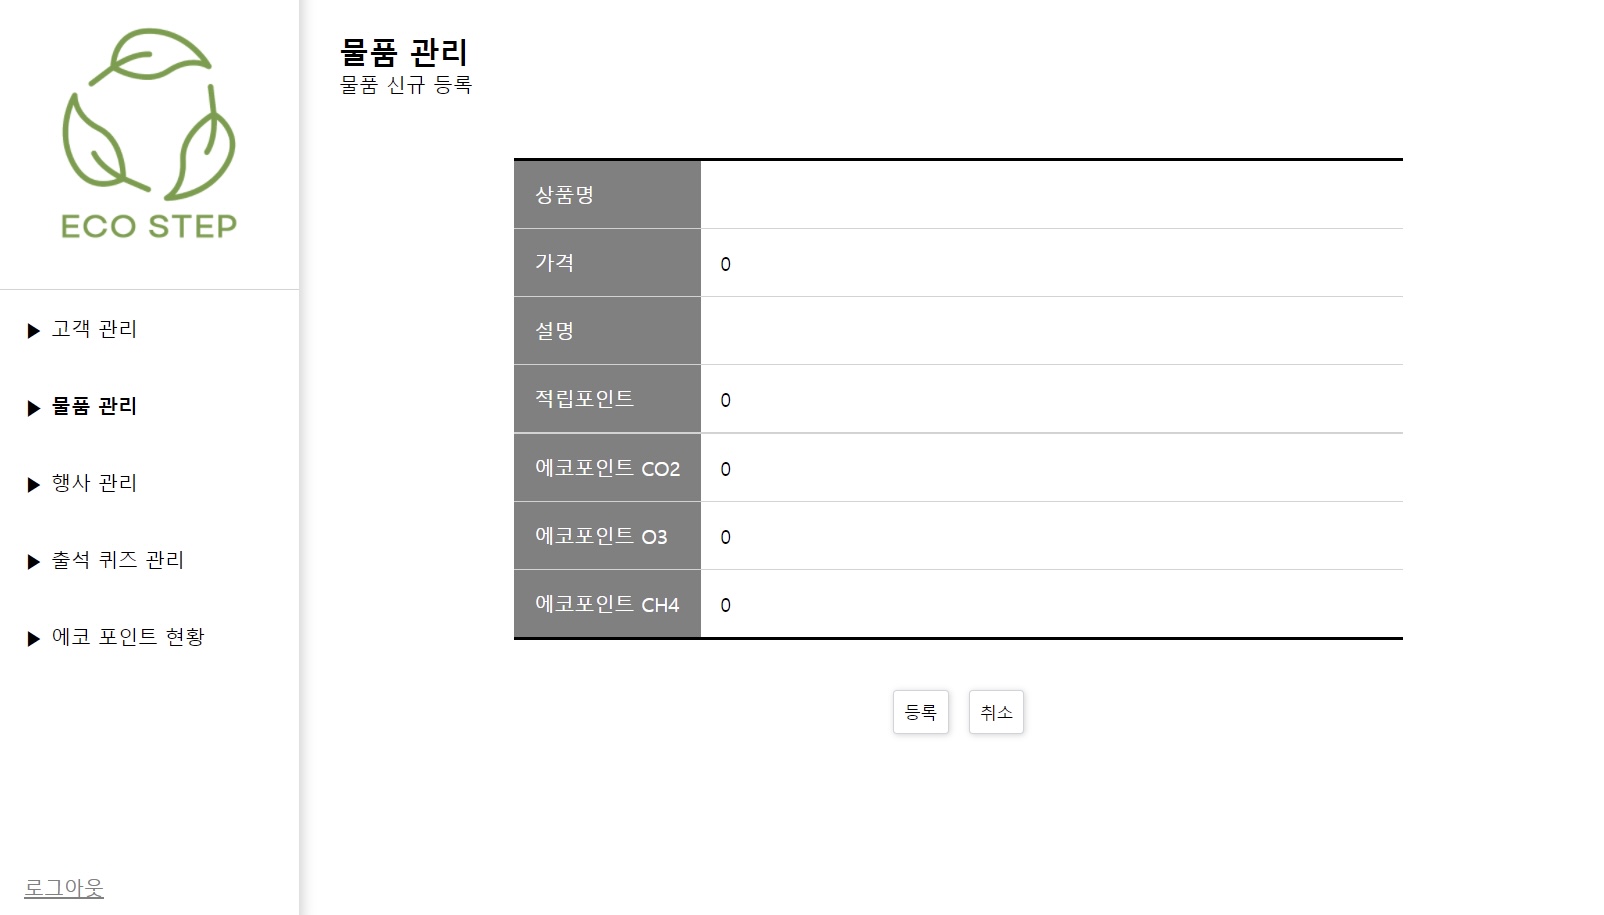 ECO STEP
▶ 고객 관리
▶ 물품 관리
▶ 행사 관리
▶ 출석 퀴즈 관리
▶ 에코 포인트 현황
로그아웃
물품 관리
물품 신규 등록
상품명
가격 0
설명
적립포인트 0
에코포인트 CO2 0
에코포인트 O3 0
에코포인트 CH4 0
등록 취소